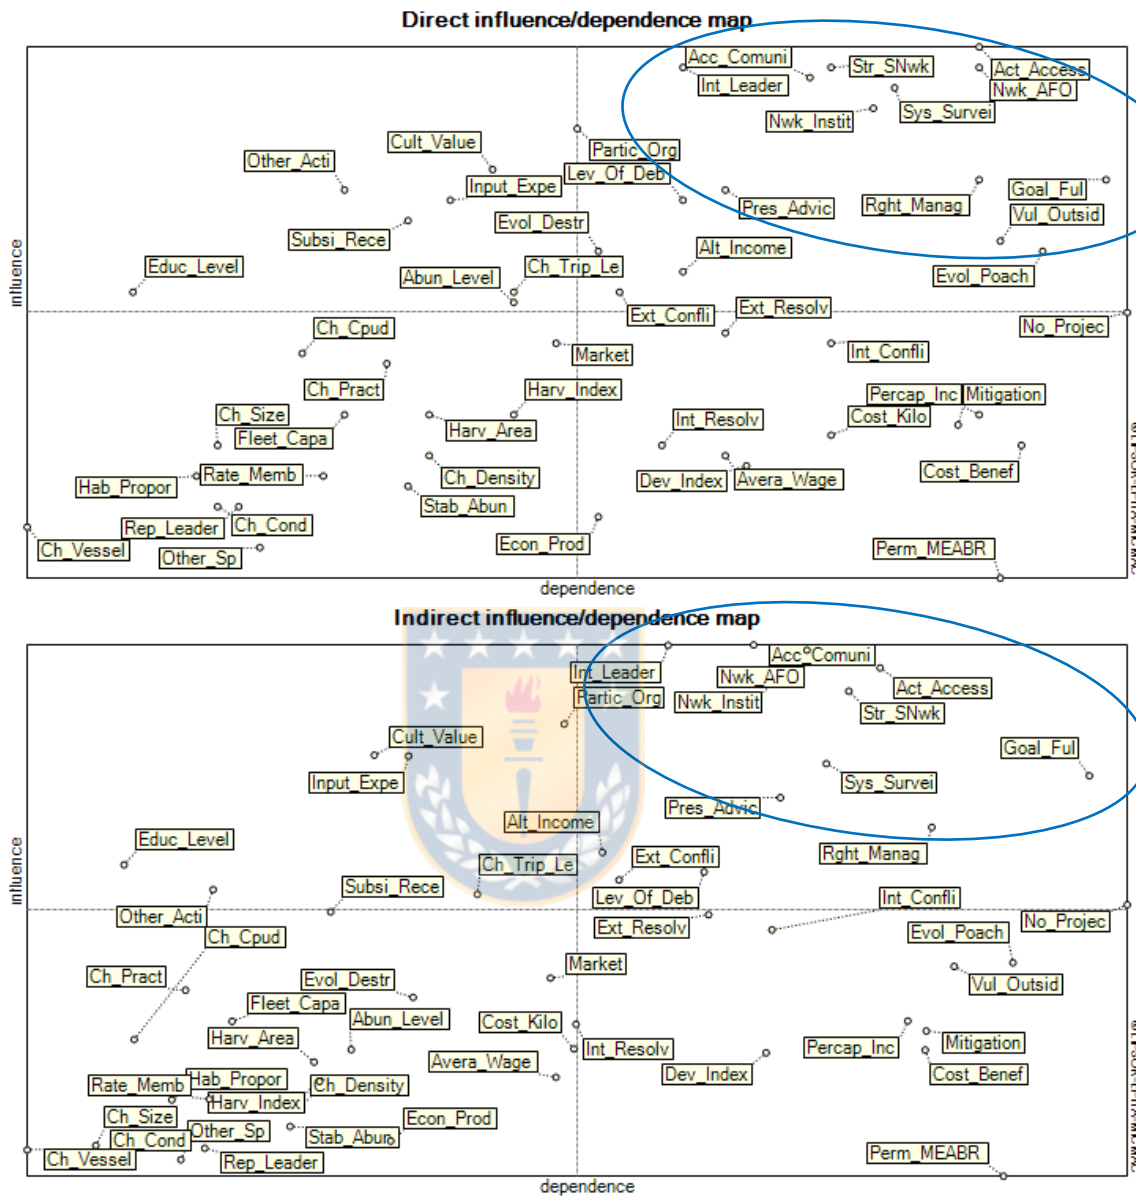 Direct influence/dependence map
Acc_Comuni
Str_SNwk
Act_Access
Int_Leader
Nwk_AFO
Sys_Survei
Nwk_Instit
Cult_Value
Partic_Org
Other_Acti
Lev_Of_Deb
Input_Expe
Goal_Ful
Pres_Advic
Rght_Manag
Vul_Outsid
Evol_Destr
Subsi_Rece
Alt_Income
Educ_Level
Ch_Trip_Le
Abun_Level
Evol_Poach
influence
Ext_Resolv
Ext_Confli
No_Projec
Ch_Cpud
Market
Int_Confli
Ch_Pract
Harv_Index
Percap_Inc
Mitigation
Ch_Size
Cost_Kilo
Int_Resolv
Harv_Area
Fleet_Capa
Hab_Propor
Rate_Memb
Ch_Density
Dev_Index
Avera_Wage
Cost_Benef
Stab_Abun
Rep_Leader
Ch_Cond
Econ_Prod
Ch_Vessel
Other_Sp
Perm_MEABR
dependence
Indirect influence/dependence map
Acc_Comuni
Int_Leader
Nwk_AFO
Act_Access
Partic_Org
Nwk_Instit
Str_SNwk
Cult_Value
Goal_Ful
Input_Expe
Sys_Survei
Pres_Advic
Alt_Income
Educ_Level
Rght_Manag
Ch_Trip_Le
Ext_Confli
Subsi_Rece
Lev_Of_Deb
Int_Confli
influence
Other_Acti
Ext_Resolv
No_Projec
Ch_Cpud
Evol_Poach
Market
Ch_Pract
Evol_Destr
Vul_Outsid
Fleet_Capa
Abun_Level
Cost_Kilo
Harv_Area
Int_Resolv
Percap_Inc
Mitigation
Avera_Wage
Dev_Index
Cost_Benef
Rate_Memb
Hab_Propor
Ch_Density
Harv_Index
Ch_Size
Econ_Prod
Ch_Cond
Other_Sp
Stab_Abun
Ch_Vessel
Rep_Leader
Perm_MEABR
dependence